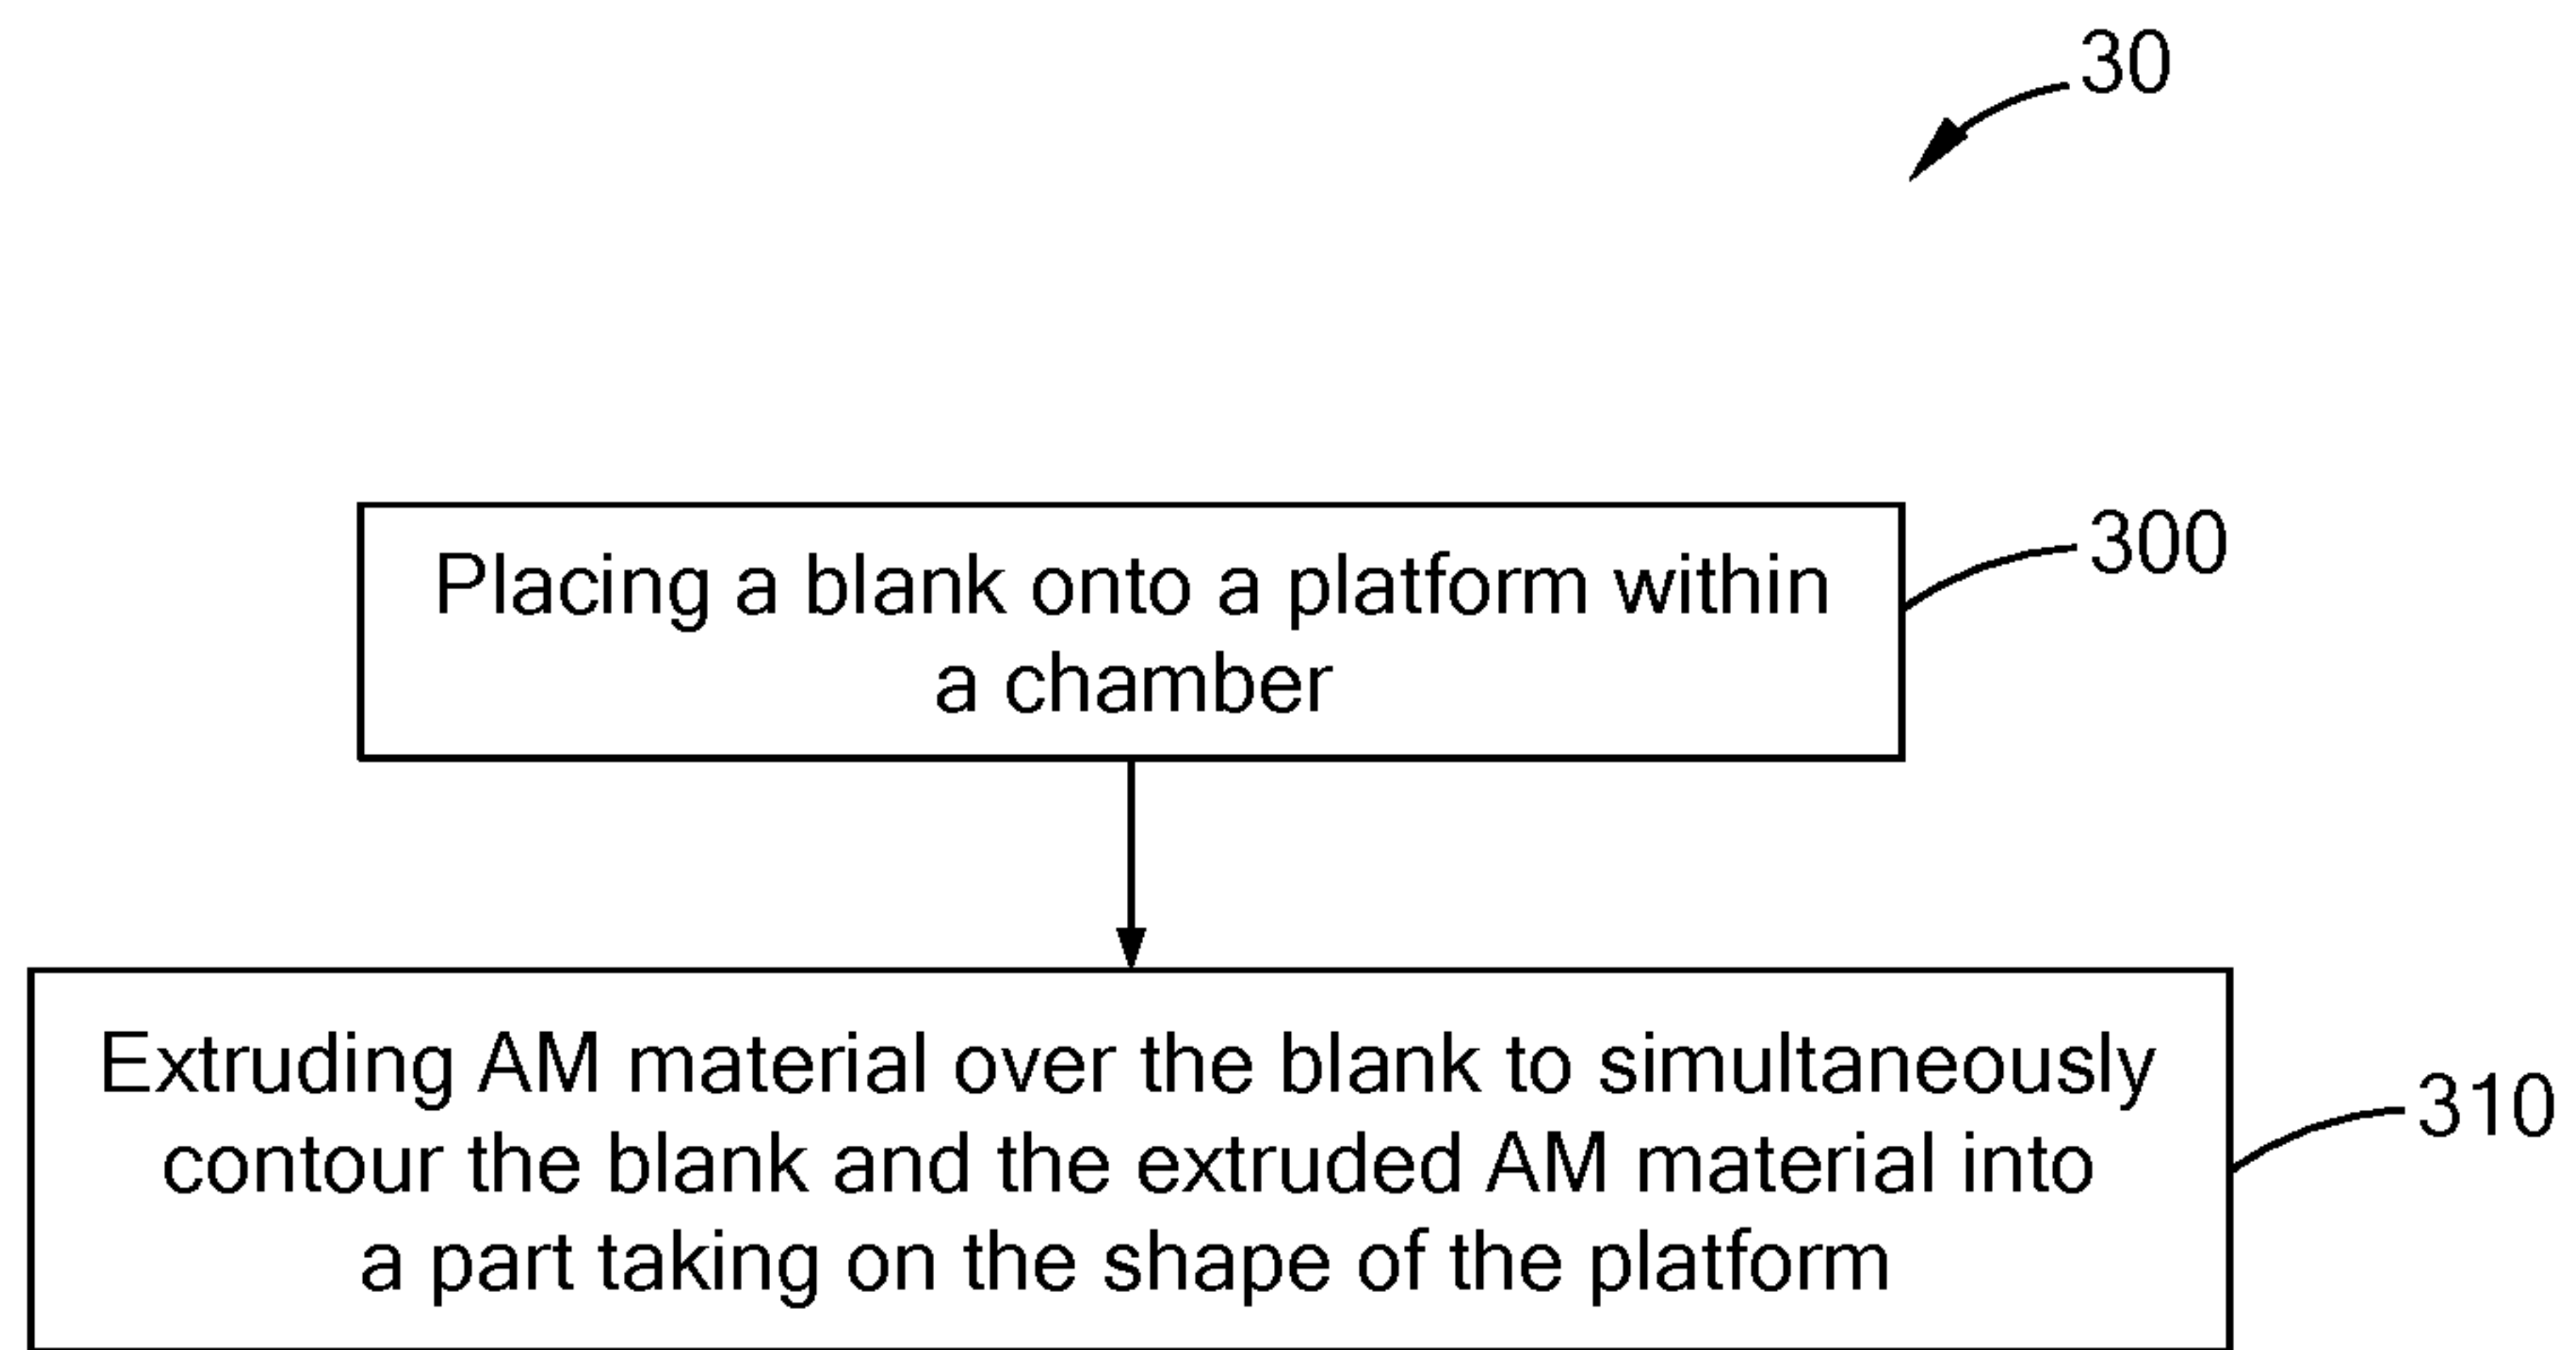 30
Placing a blank onto a platform within
a chamber
300
Extruding AM material over the blank to simultaneously
contour the blank and the extruded AM material into
a part taking on the shape of the platform
310